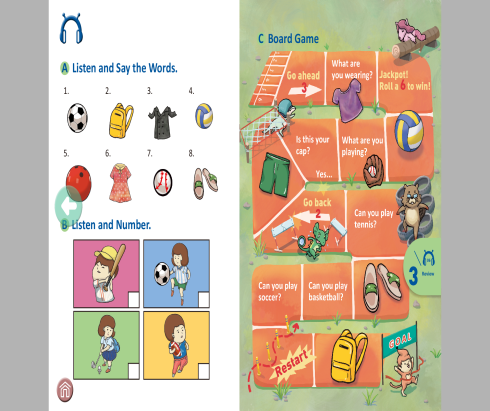 A Listen and Say the Words.
1.
2.
3.
4.
5.
6.
7.
8.
B Listen and Number.
C Board Game
Go ahead
3
What are
you wearing?
Jackpot!
Roll a 6 to win!
Is this your
cap?
Yes...
What are you
playing?
Go back
2
Can you play
tennis?
Can you play
soccer?
Can you play
basketball?
Restart
GOAL
3
Review